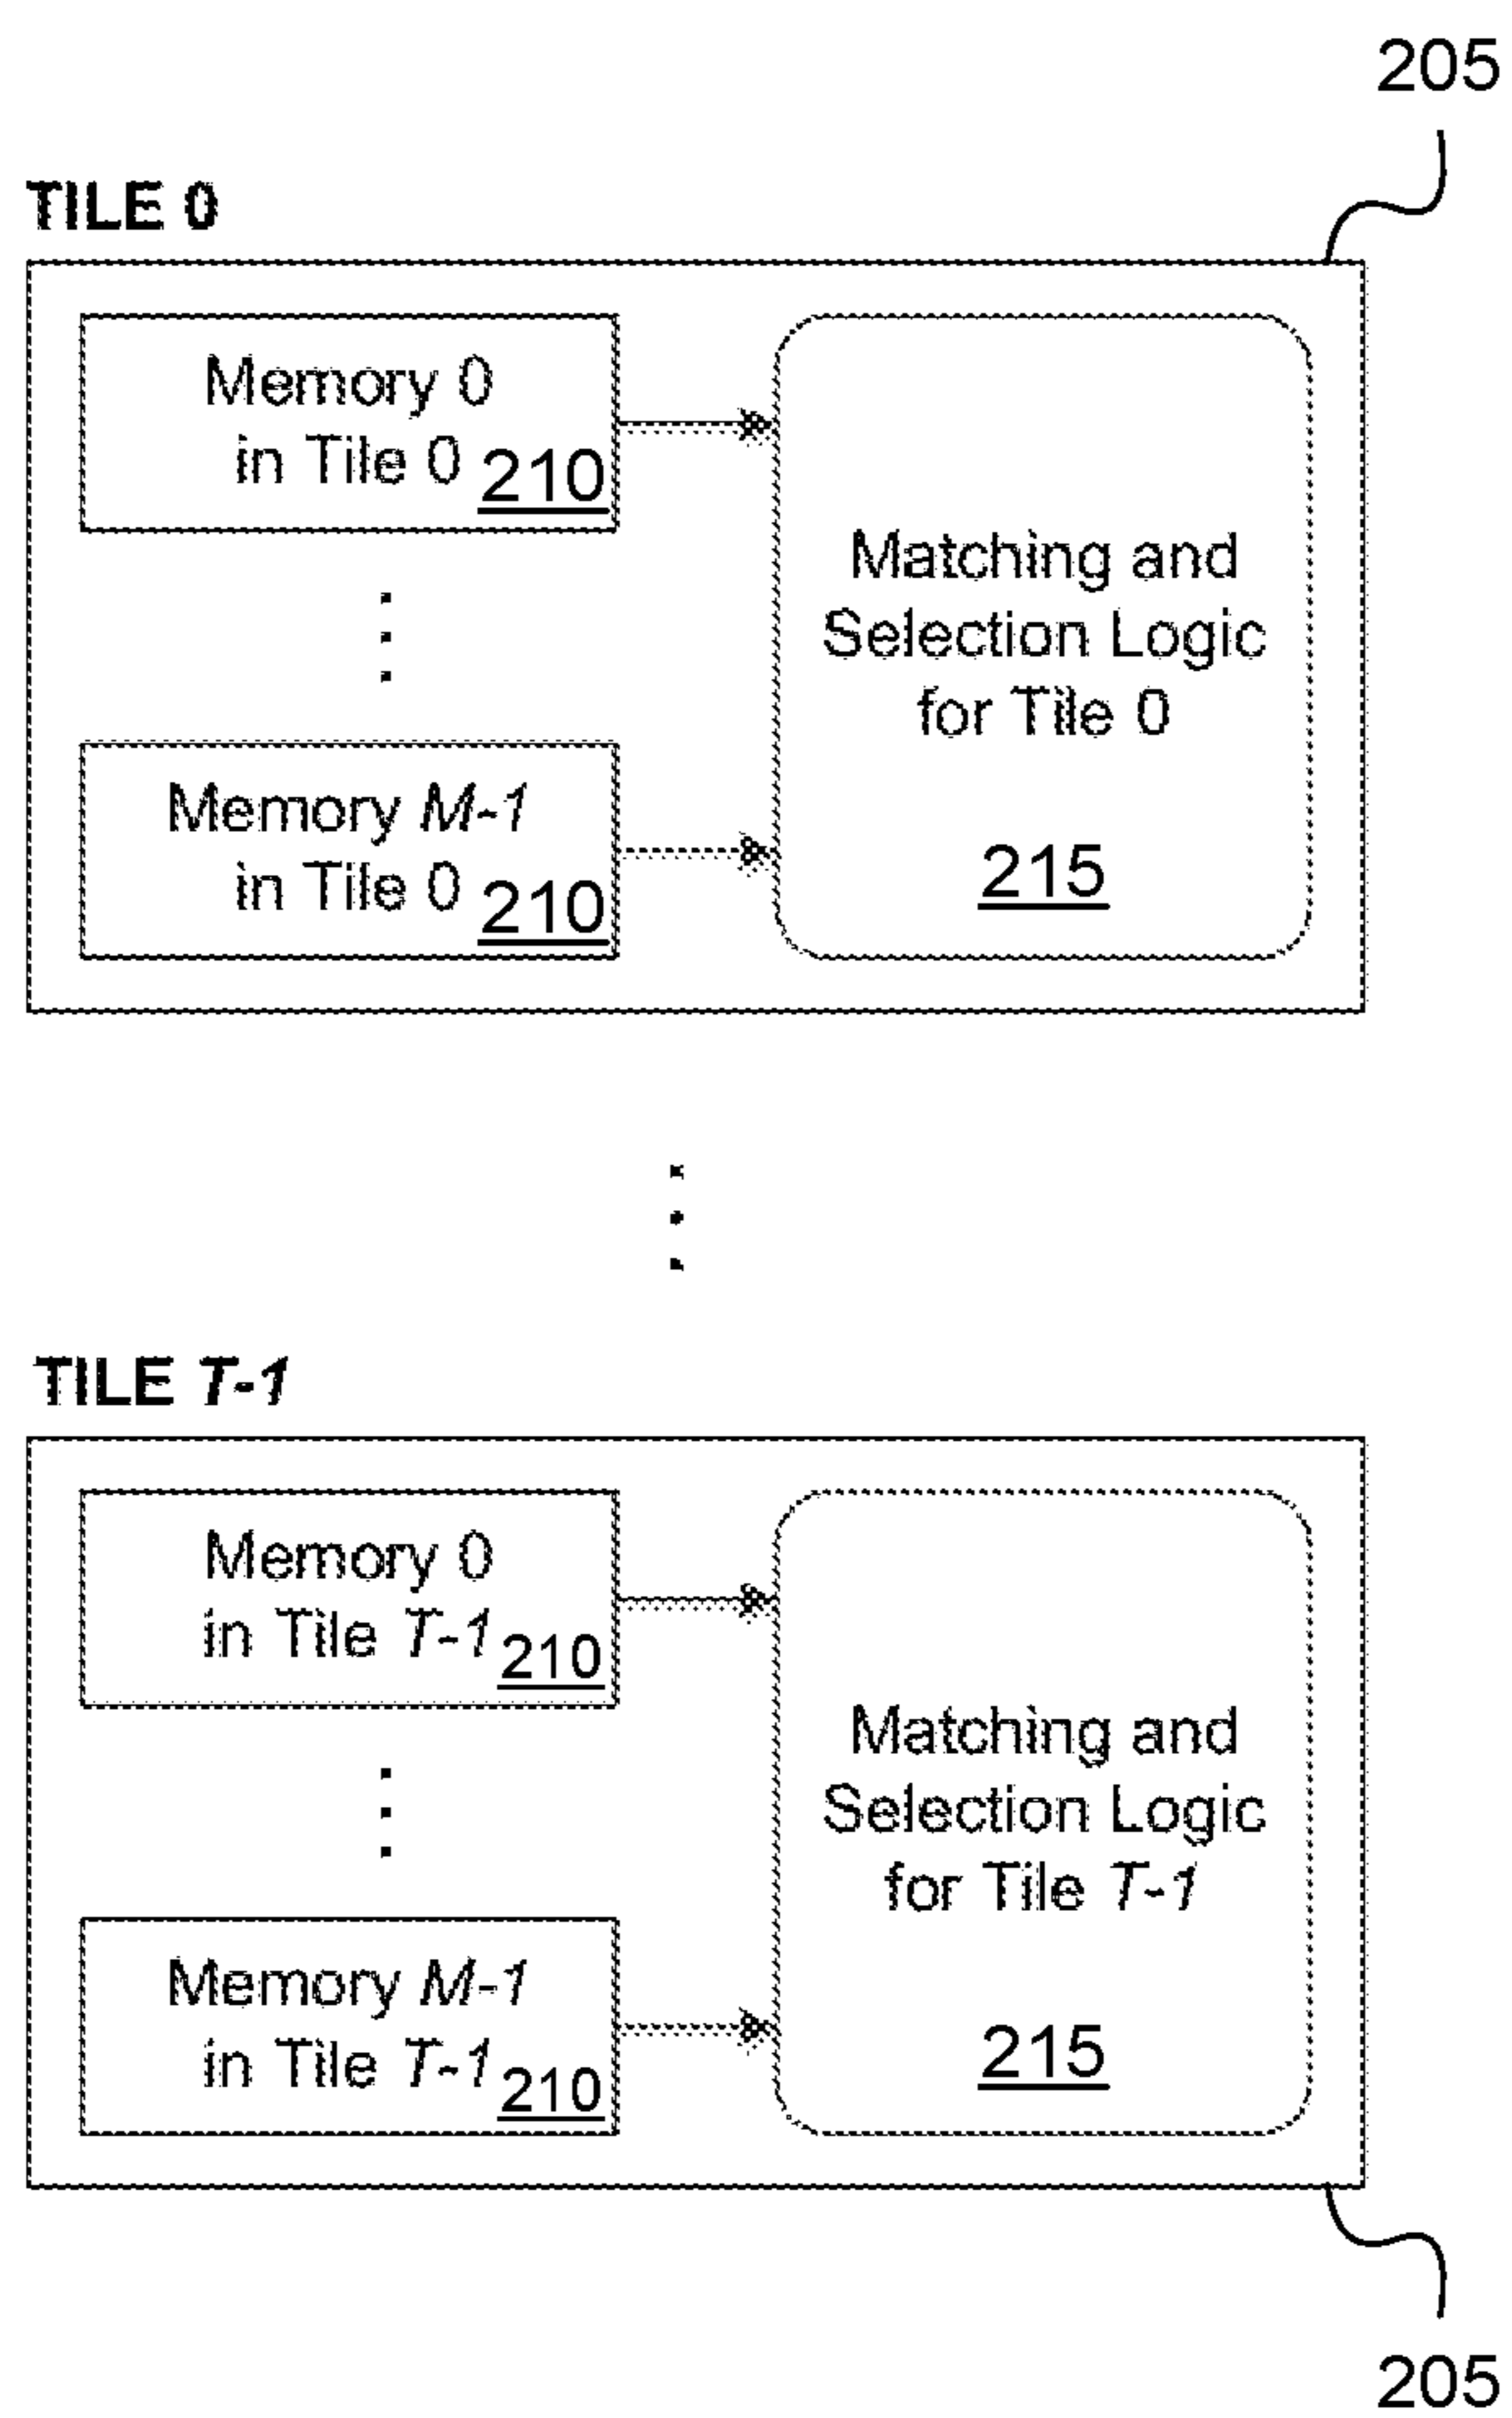 205
TILE 0
Memory 0
in Tile 0 210
Matching and
Selection Logic
for Tile 0
215
Memory M-1
in Tile 0 210
TILE T-1
Memory 0
in Tile T-1 210
Matching and
Selection Logic
for Tile T-1
215
Memory M-1
in Tile T-1 210
205